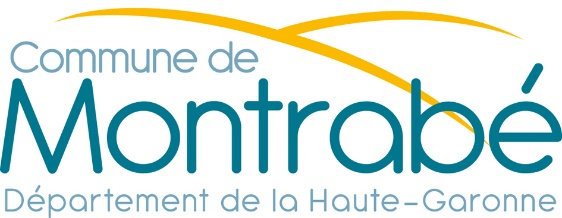 Commune de
Montrabé
Département de la Haute-Garonne